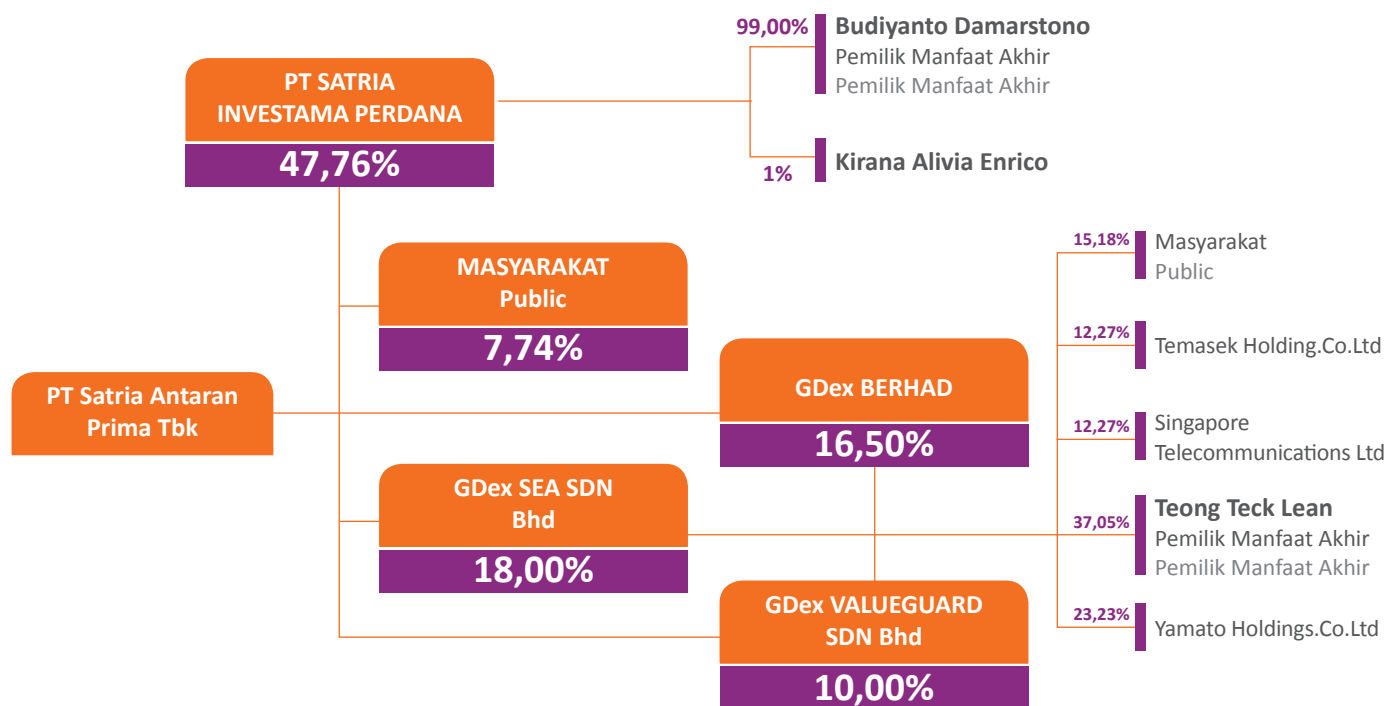 99,00%
Budiyanto Damarstono
Pemilik Manfaat Akhir
Pemilik Manfaat Akhir
PT SATRIA
INVESTAMA PERDANA
47,76%
1%
Kirana Alivia Enrico
MASYARAKAT
Public
7,74%
15,18%
Masyarakat
Public
12,27%
Temasek Holding.Co.Ltd
PT Satria Antaran
Prima Tbk
GDex BERHAD
16,50%
12,27%
Singapore
Telecommunications Ltd
GDex SEA SDN
Bhd
18,00%
37,05%
Teong Teck Lean
Pemilik Manfaat Akhir
Pemilik Manfaat Akhir
GDex VALUEGUARD
SDN Bhd
10,00%
23,23%
Yamato Holdings.Co.Ltd